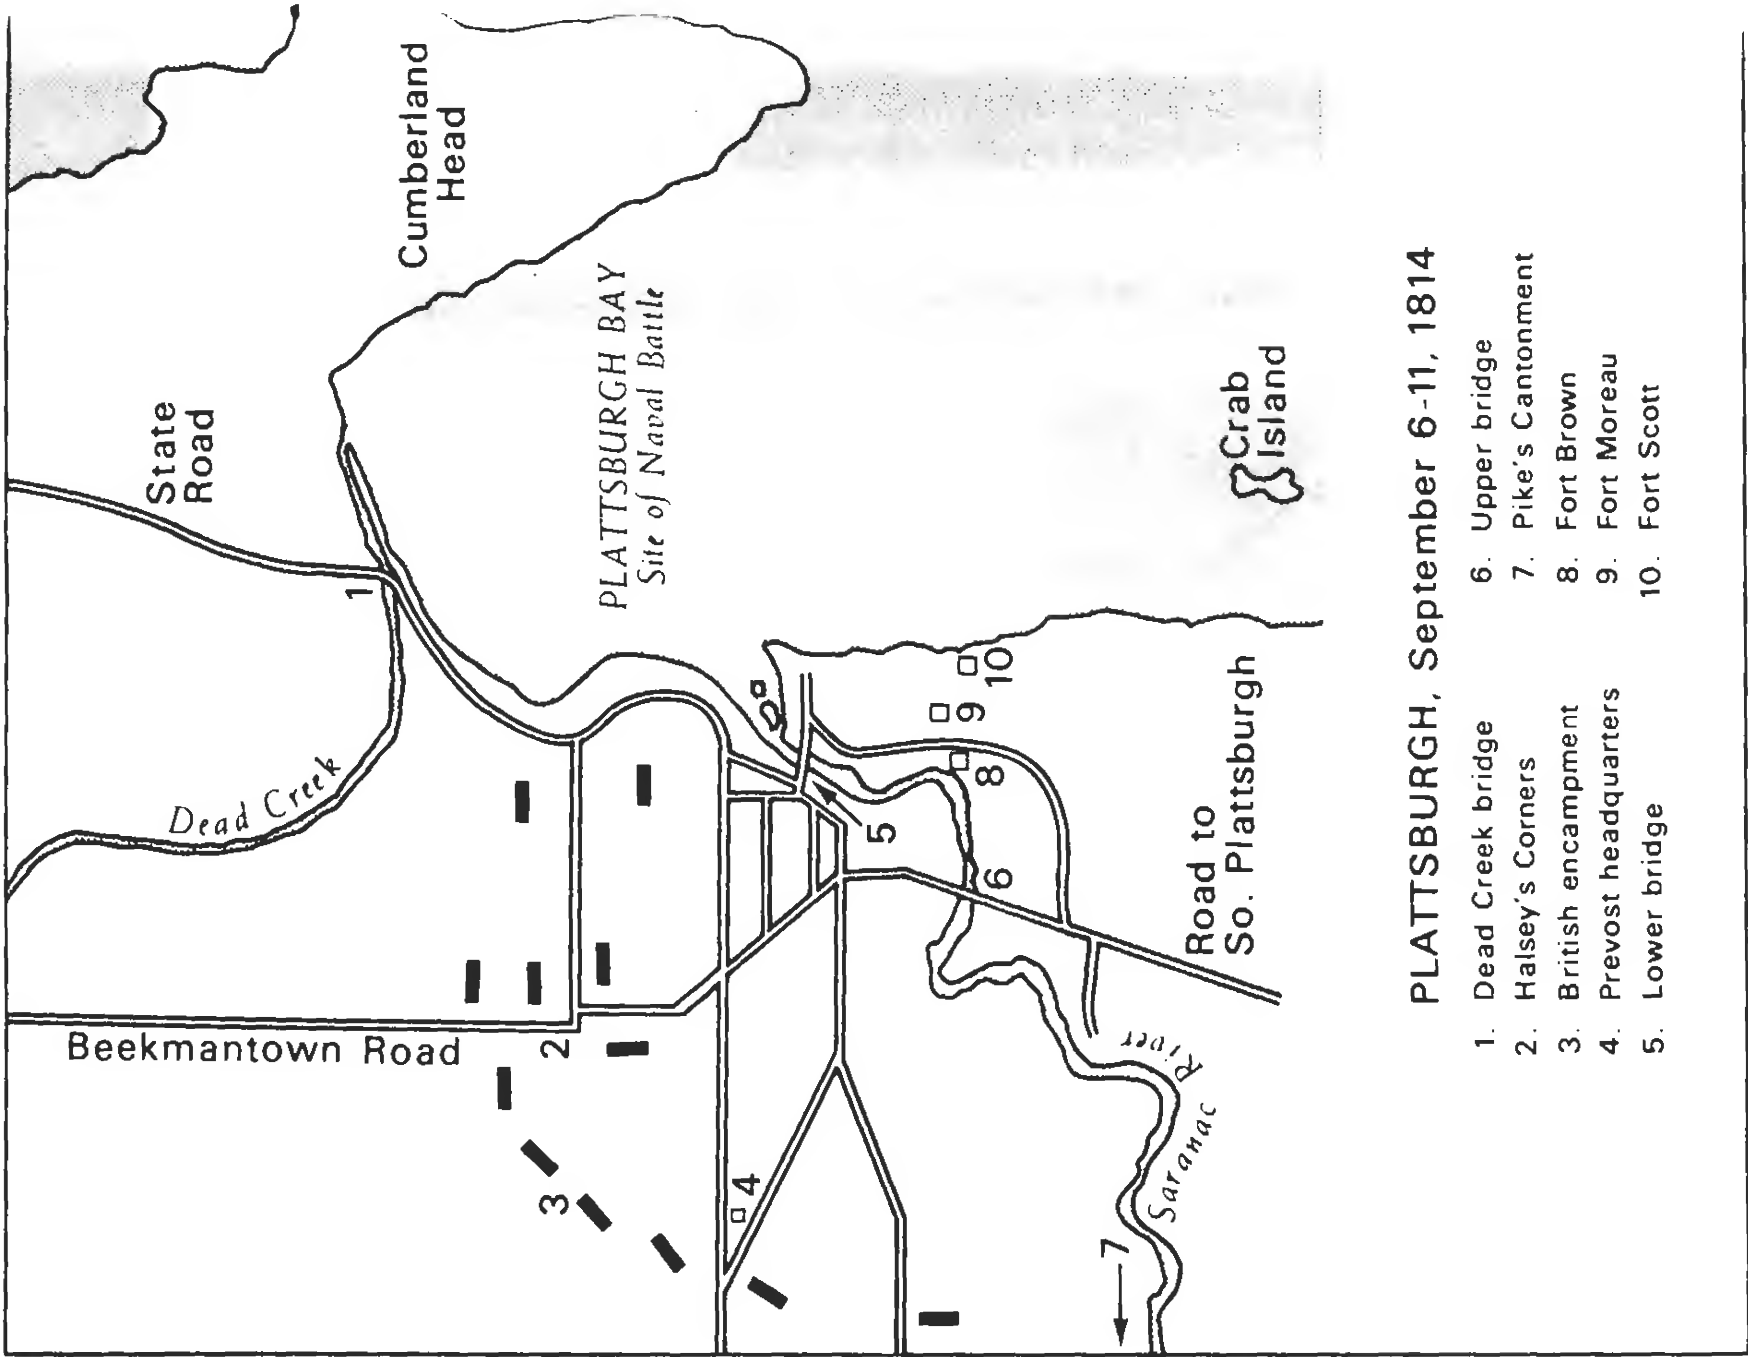 Cumberland
Head
State
Road
1
Dead Creek
PLATTSBURGH BAY
Site of Naval Battle
Beekmantown Road
2
3
4
5
6
7
8
9
10
Crab
Island
Road to
So. Plattsburgh
Saranac River
PLATTSBURGH, September 6-11, 1814
1. Dead Creek bridge
2. Halsey's Corners
3. British encampment
4. Prevost headquarters
5. Lower bridge
6. Upper bridge
7. Pike's Cantonment
8. Fort Brown
9. Fort Moreau
10. Fort Scott